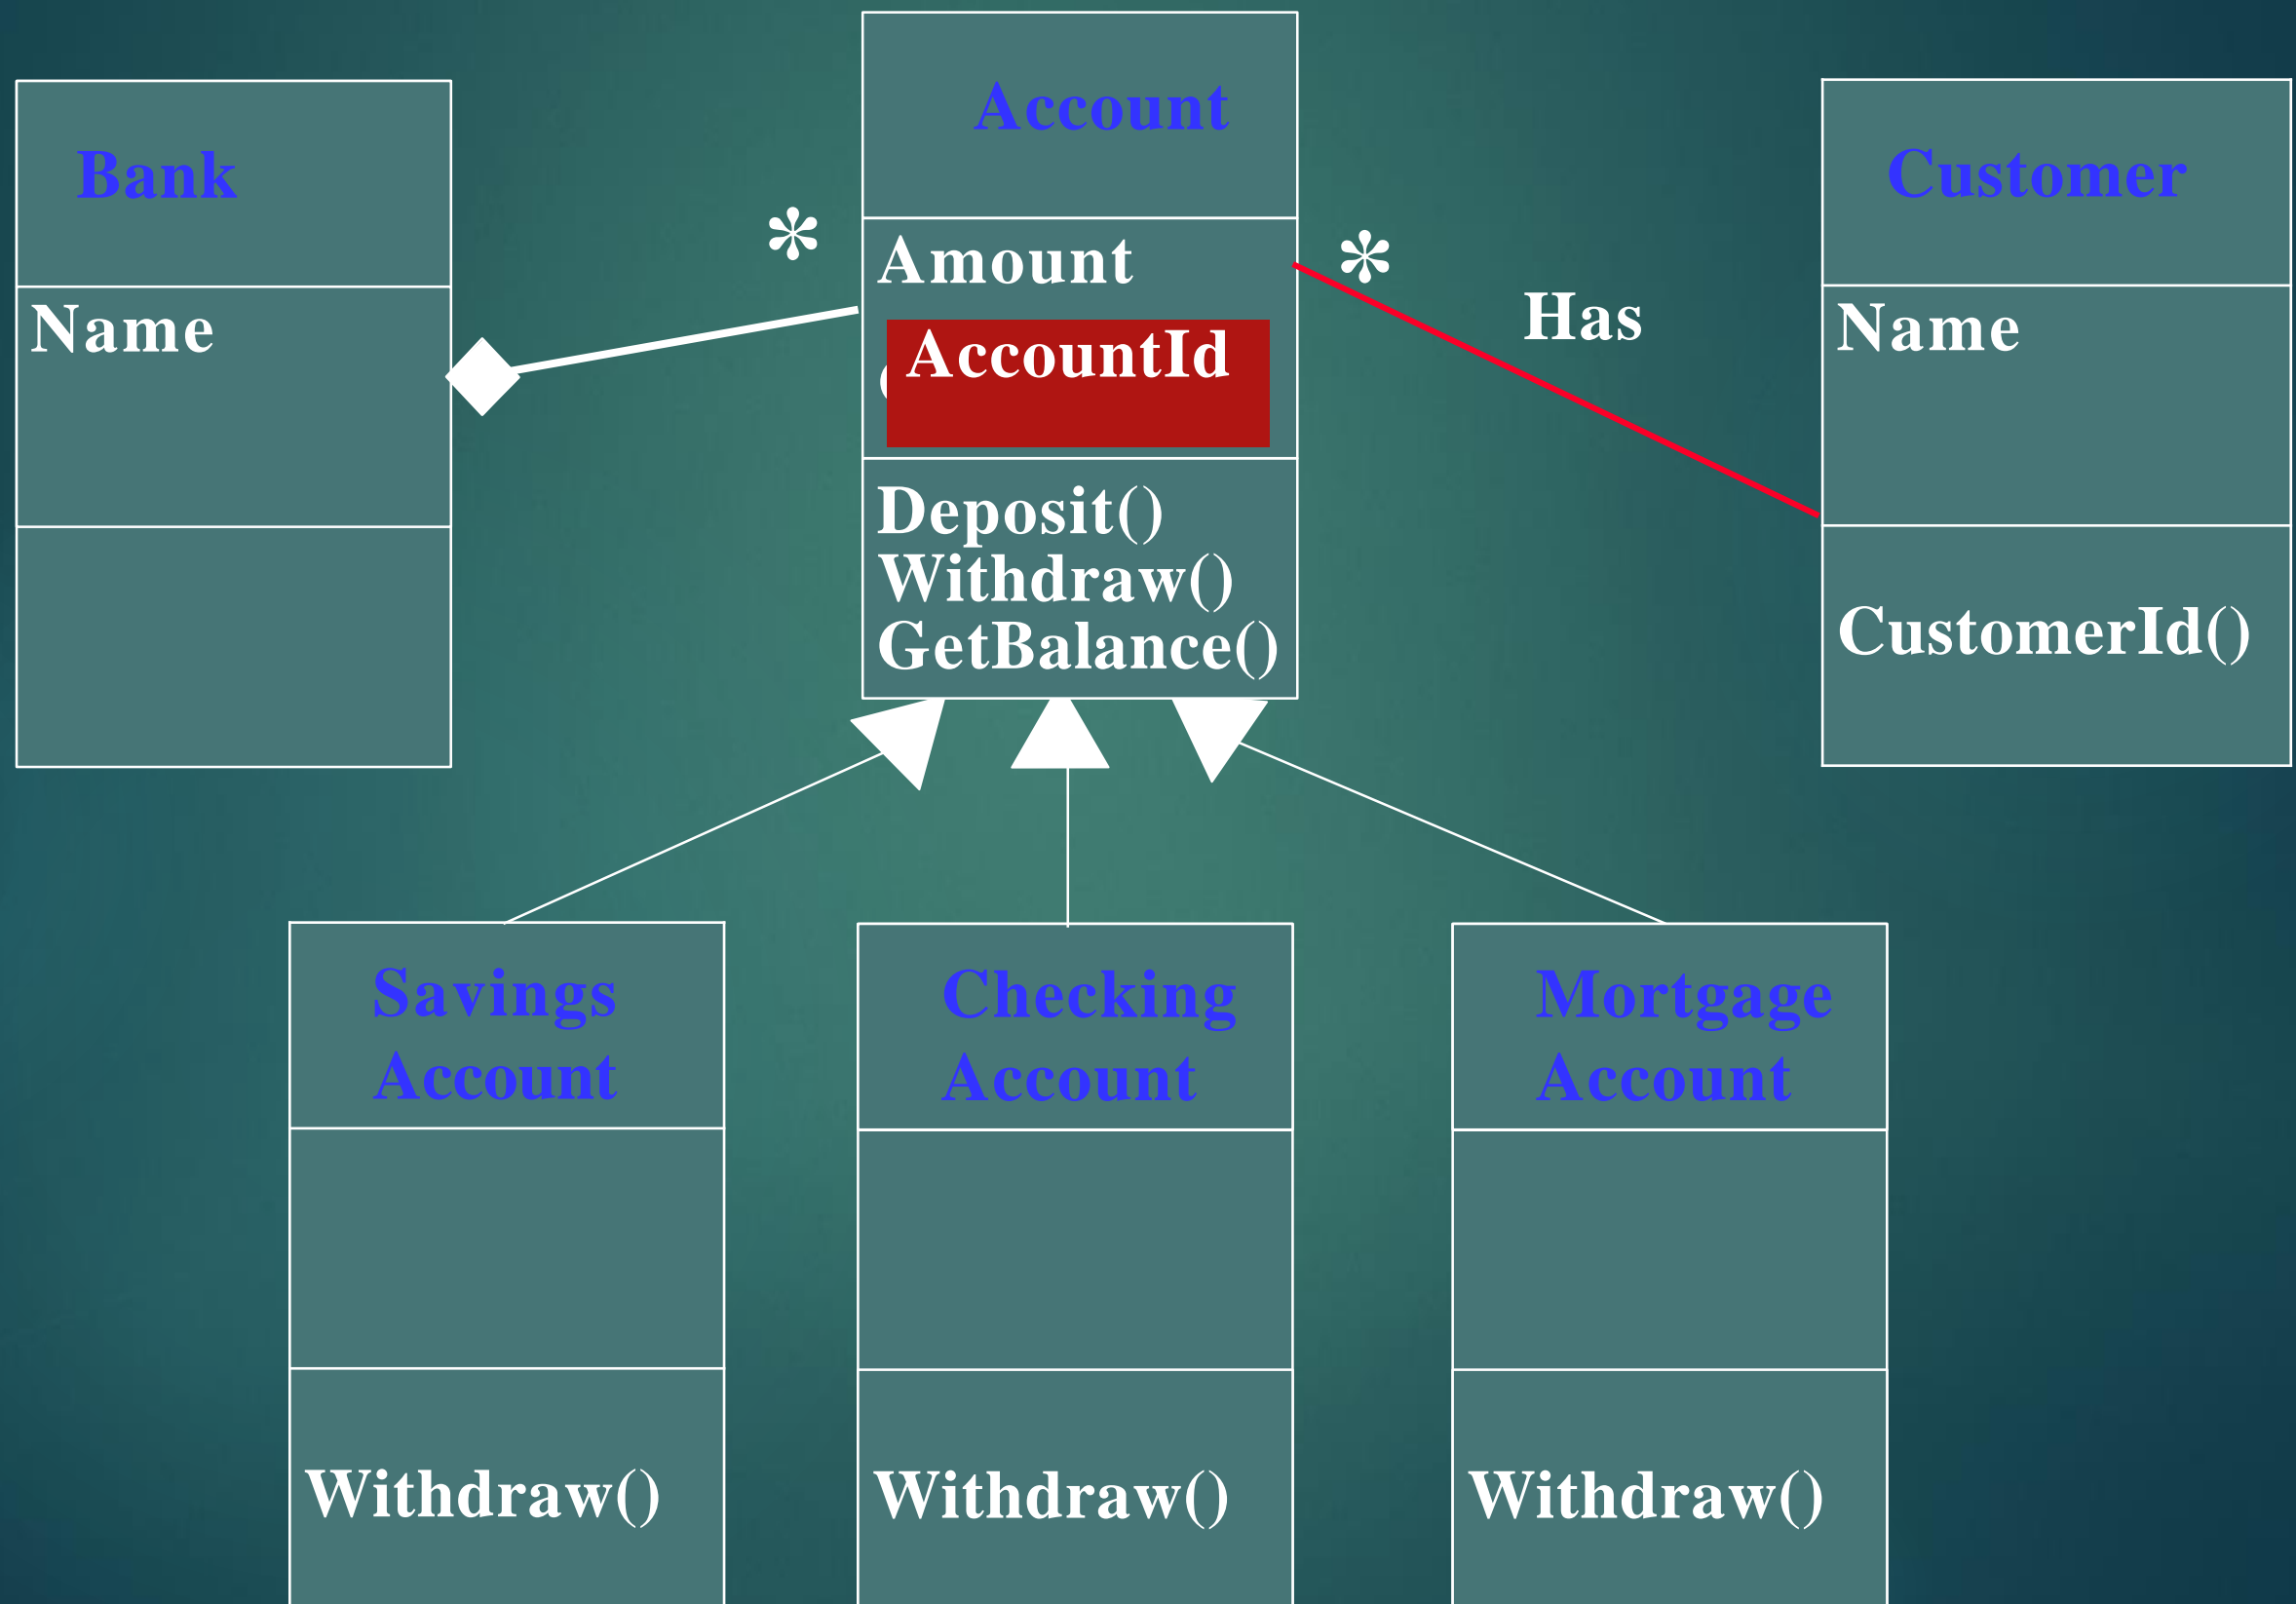 Bank
Name
*
Account
Amount
AccountId
Deposit()
Withdraw()
GetBalance()
*
Has
Customer
Name
CustomerId()
Savings
Account
Withdraw()
Checking
Account
Withdraw()
Mortgage
Account
Withdraw()